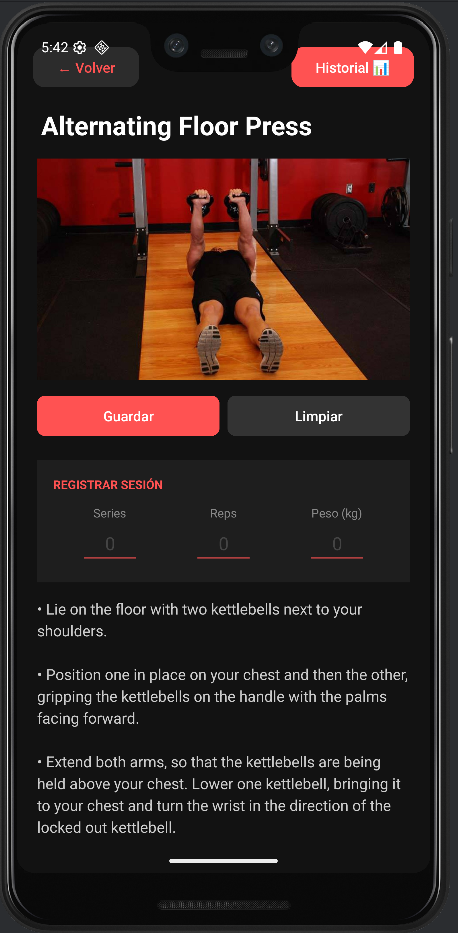 5:42
← Volver
Historial 📊
Alternating Floor Press
Guardar
Limpiar
REGISTRAR SESIÓN
Series
Reps
Peso (kg)
0
0
0
• Lie on the floor with two kettlebells next to your
shoulders.
• Position one in place on your chest and then the other,
gripping the kettlebells on the handle with the palms
facing forward.
• Extend both arms, so that the kettlebells are being
held above your chest. Lower one kettlebell, bringing it
to your chest and turn the wrist in the direction of the
locked out kettlebell.